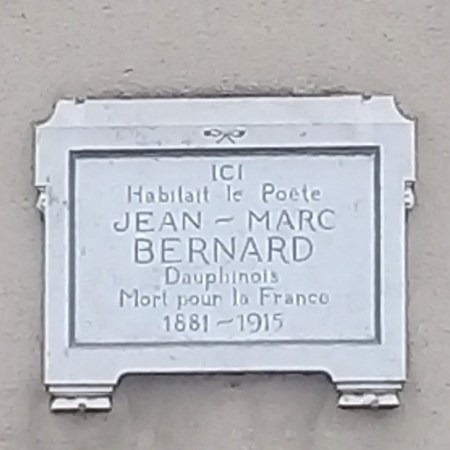 ICI
Habitait le Poète
JEAN ~ MARC
BERNARD
Dauphinois
Mort pour la France
1881 ~ 1915